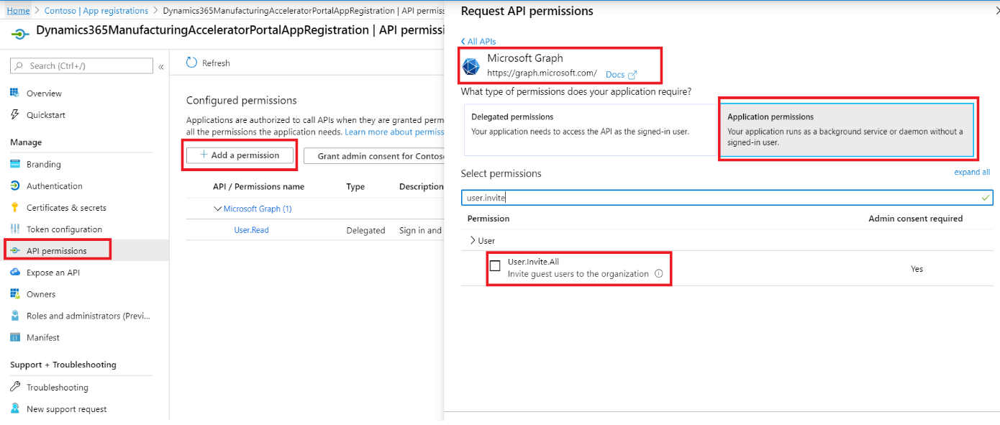 Home > Contoso | App registrations > Dynamics365ManufacturingAcceleratorPortalAppRegistration | API permiss
Dynamics365ManufacturingAcceleratorPortalAppRegistration | API permissi
Search (Ctrl+/)
«
Overview
Quickstart
Manage
Branding
Authentication
Certificates & secrets
Token configuration
API permissions
Expose an API
Owners
Roles and administrators (Previ...
Manifest
Support + Troubleshooting
Troubleshooting
New support request
Refresh
Configured permissions
Applications are authorized to call APIs when they are granted perm
all the permissions the application needs. Learn more about permiss
+ Add a permission
Grant admin consent for Contoso
API / Permissions name Type Description
Microsoft Graph (1)
User.Read Delegated Sign in and
Request API permissions
All APIs
Microsoft Graph
https://graph.microsoft.com/ Docs
What type of permissions does your application require?
Delegated permissions
Your application needs to access the API as the signed-in user.
Application permissions
Your application runs as a background service or daemon without a
signed-in user.
Select permissions
expand all
user.invite
Permission Admin consent required
User
User.Invite.All
Invite guest users to the organization
Yes